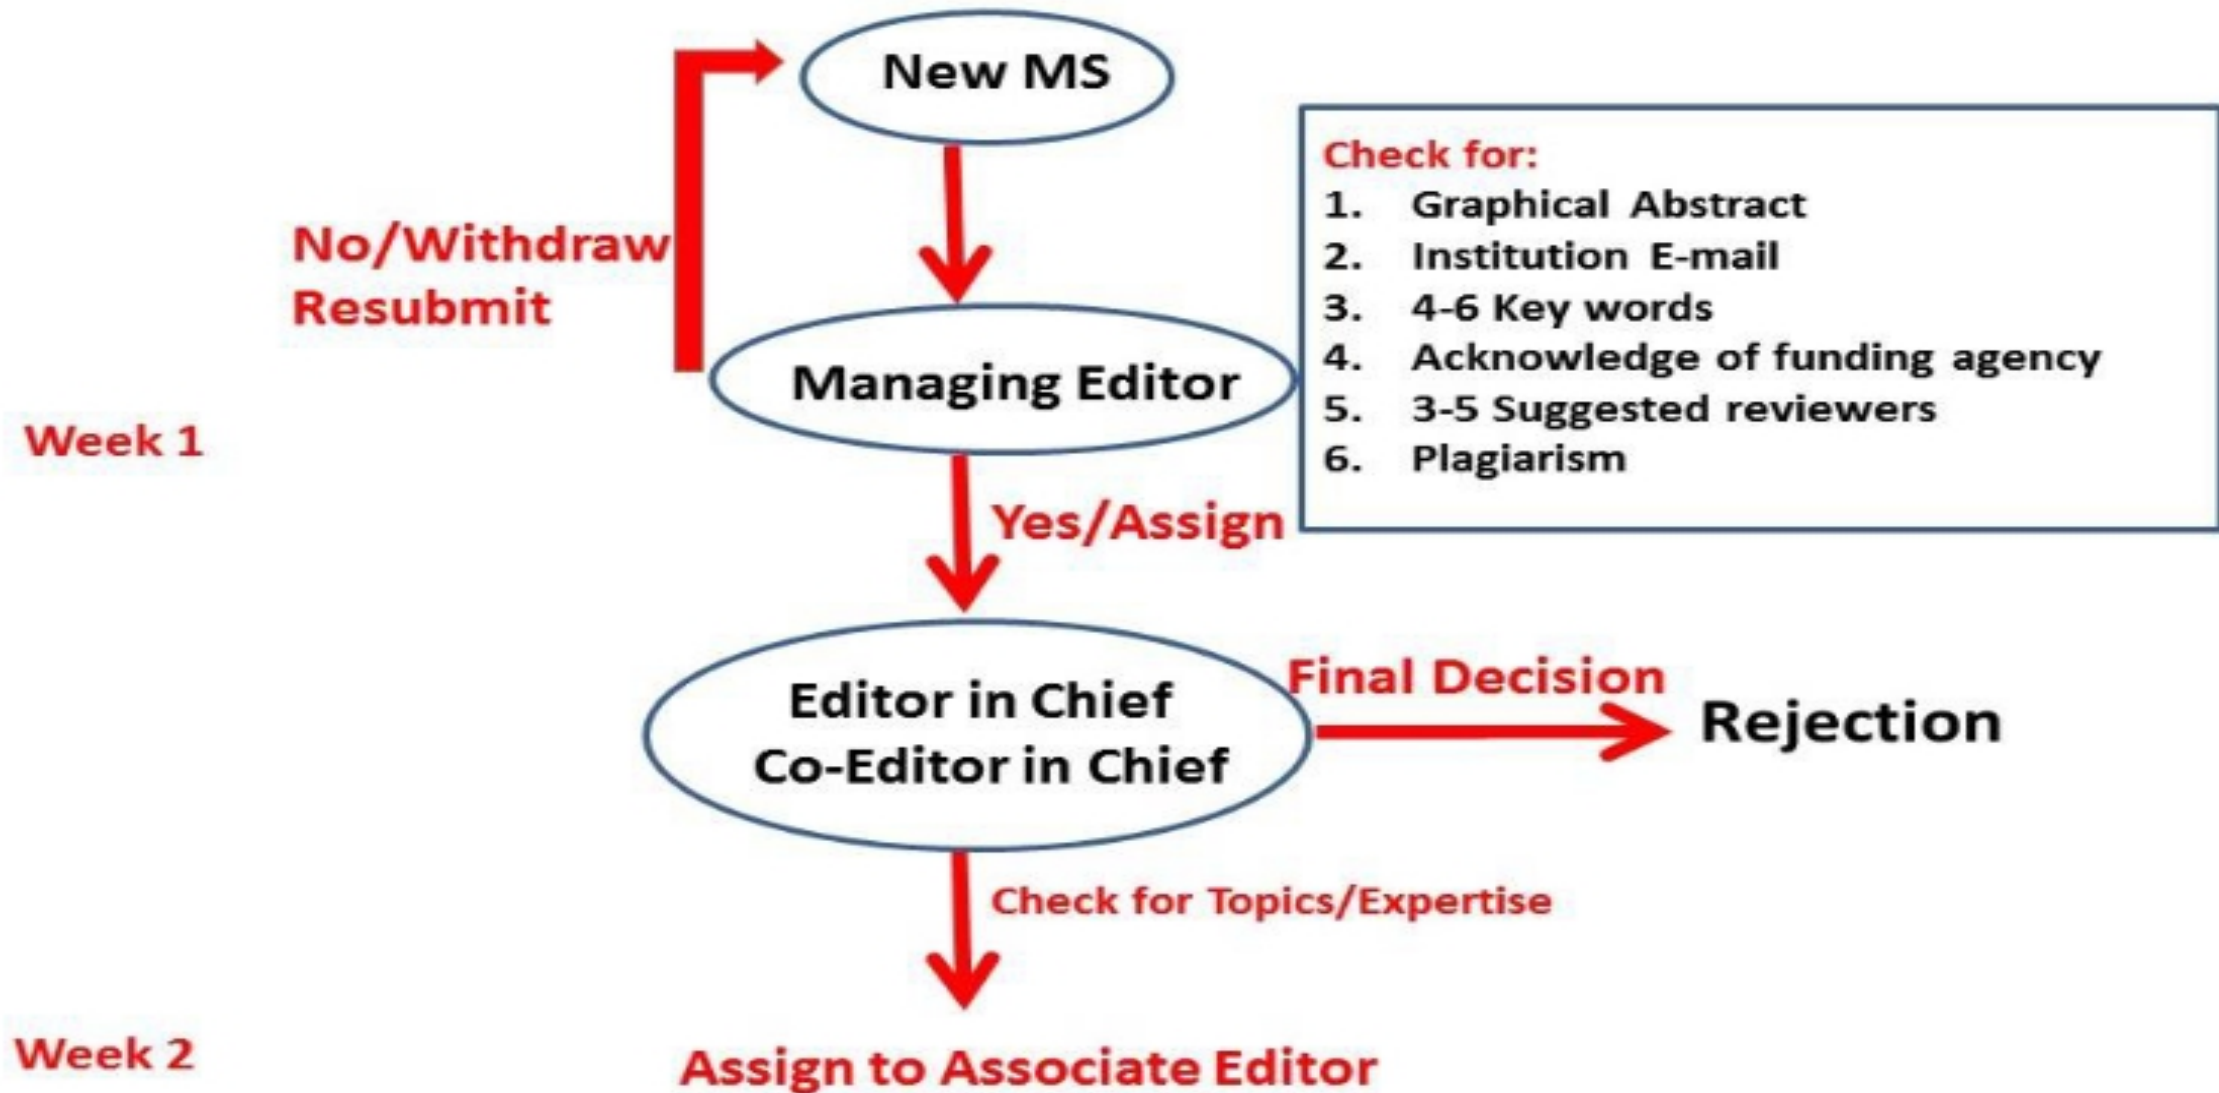 New MS
Check for:
1. Graphical Abstract
2. Institution E-mail
3. 4-6 Key words
4. Acknowledge of funding agency
5. 3-5 Suggested reviewers
6. Plagiarism
No/Withdraw
Resubmit
Managing Editor
Week 1
Yes/Assign
Editor in Chief
Co-Editor in Chief
Final Decision
Rejection
Check for Topics/Expertise
Week 2
Assign to Associate Editor